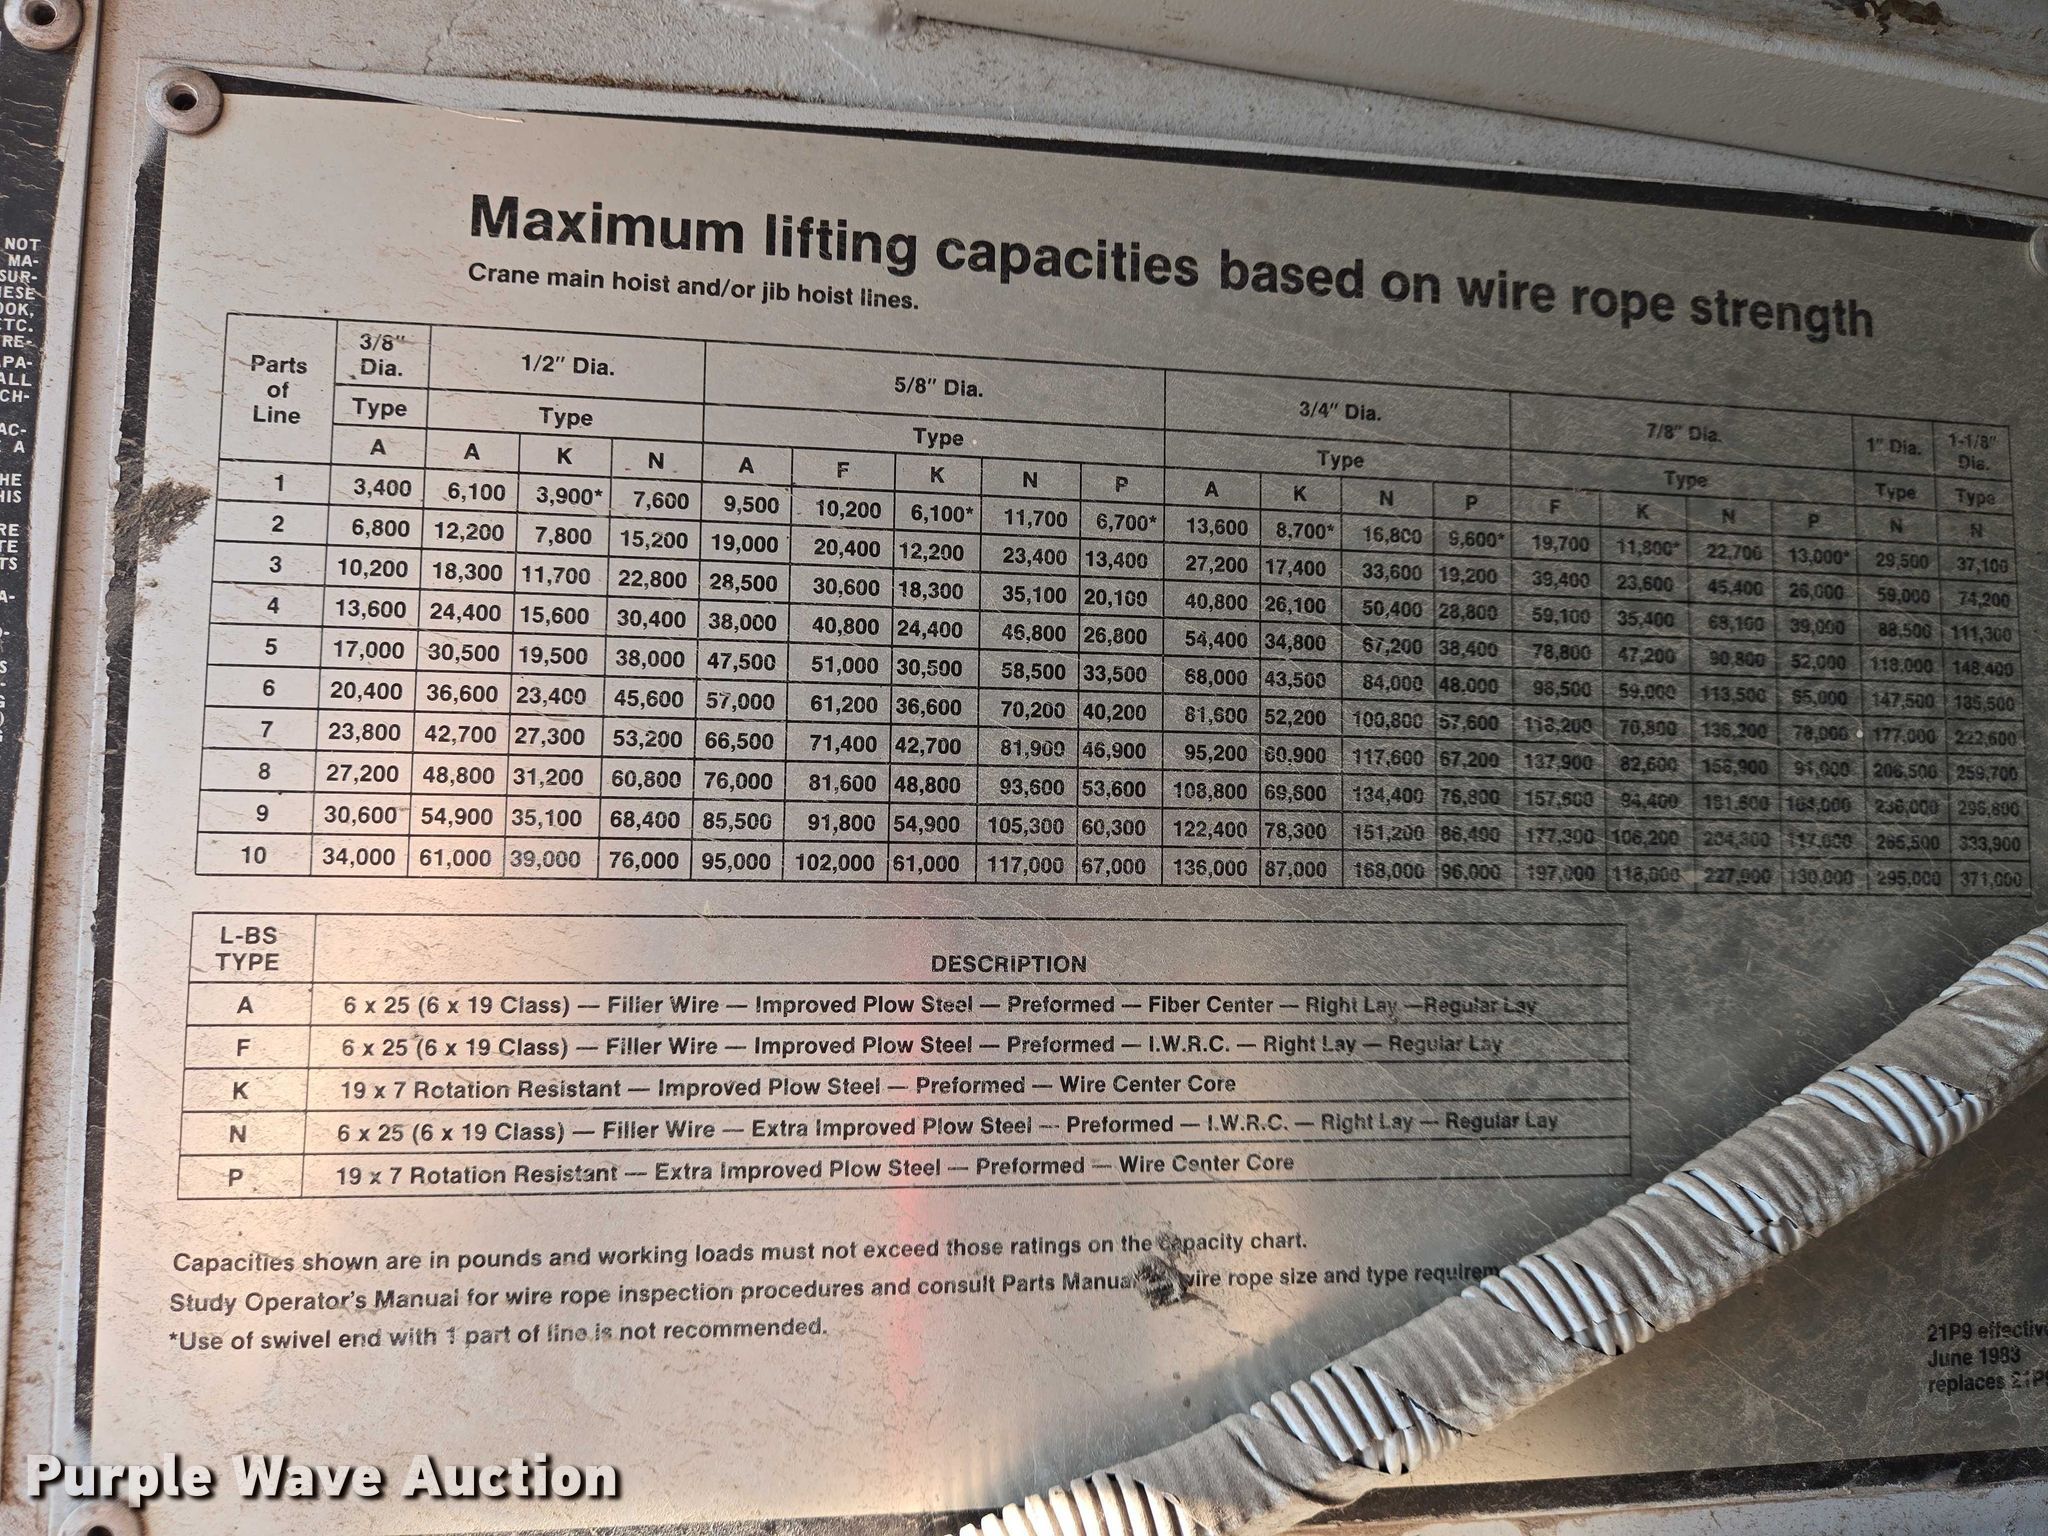 NOT
MA-
SUR-
IESE
OOK,
ETC.
RE-
APA-
ALL
CH-
AC-
A
HE
HIS
RE
TE
TS
Maximum lifting capacities based on wire rope strength
Crane main hoist and/or jib hoist lines.
Parts of Line 3/8" Dia. 1/2" Dia. 5/8" Dia. 3/4" Dia. 7/8" Dia. 1" Dia. 1-1/8" Dia.
Type Type Type Type Type Type Type
A A K N A F K N P A K N P F K N P N N
1 3,400 6,100 3,900* 7,600 9,500 10,200 6,100* 11,700 6,700* 13,600 8,700* 16,800 9,600* 19,700 11,800* 22,700 13,000* 29,500 37,100
2 6,800 12,200 7,800 15,200 19,000 20,400 12,200 23,400 13,400 27,200 17,400 33,600 19,200 39,400 23,600 45,400 26,000 59,000 74,200
3 10,200 18,300 11,700 22,800 28,500 30,600 18,300 35,100 20,100 40,800 26,100 50,400 28,800 59,100 35,400 68,100 39,000 88,500 111,300
4 13,600 24,400 15,600 30,400 38,000 40,800 24,400 46,800 26,800 54,400 34,800 67,200 38,400 78,800 47,200 90,800 52,000 118,000 148,400
5 17,000 30,500 19,500 38,000 47,500 51,000 30,500 58,500 33,500 68,000 43,500 84,000 48,000 98,500 59,000 113,500 65,000 147,500 185,500
6 20,400 36,600 23,400 45,600 57,000 61,200 36,600 70,200 40,200 81,600 52,200 100,800 57,600 118,200 70,800 136,200 78,000 177,000 222,600
7 23,800 42,700 27,300 53,200 66,500 71,400 42,700 81,900 46,900 95,200 60,900 117,600 67,200 137,900 82,600 158,900 91,000 206,500 259,700
8 27,200 48,800 31,200 60,800 76,000 81,600 48,800 93,600 53,600 108,800 69,600 134,400 76,800 157,600 94,400 181,600 104,000 236,000 296,800
9 30,600 54,900 35,100 68,400 85,500 91,800 54,900 105,300 60,300 122,400 78,300 151,200 86,400 177,300 106,200 204,300 117,000 265,500 333,900
10 34,000 61,000 39,000 76,000 95,000 102,000 61,000 117,000 67,000 136,000 87,000 168,000 96,000 197,000 118,000 227,000 130,000 295,000 371,000
L-BS TYPE DESCRIPTION
A 6 x 25 (6 x 19 Class) — Filler Wire — Improved Plow Steel — Preformed — Fiber Center — Right Lay — Regular Lay
F 6 x 25 (6 x 19 Class) — Filler Wire — Improved Plow Steel — Preformed — I.W.R.C. — Right Lay — Regular Lay
K 19 x 7 Rotation Resistant — Improved Plow Steel — Preformed — Wire Center Core
N 6 x 25 (6 x 19 Class) — Filler Wire — Extra Improved Plow Steel — Preformed — I.W.R.C. — Right Lay — Regular Lay
P 19 x 7 Rotation Resistant — Extra Improved Plow Steel — Preformed — Wire Center Core
Capacities shown are in pounds and working loads must not exceed those ratings on the capacity chart.
Study Operator's Manual for wire rope inspection procedures and consult Parts Manual wire rope size and type requirem
*Use of swivel end with 1 part of line is not recommended.
21P9 effective
June 1983
replaces 21P9
Purple Wave Auction